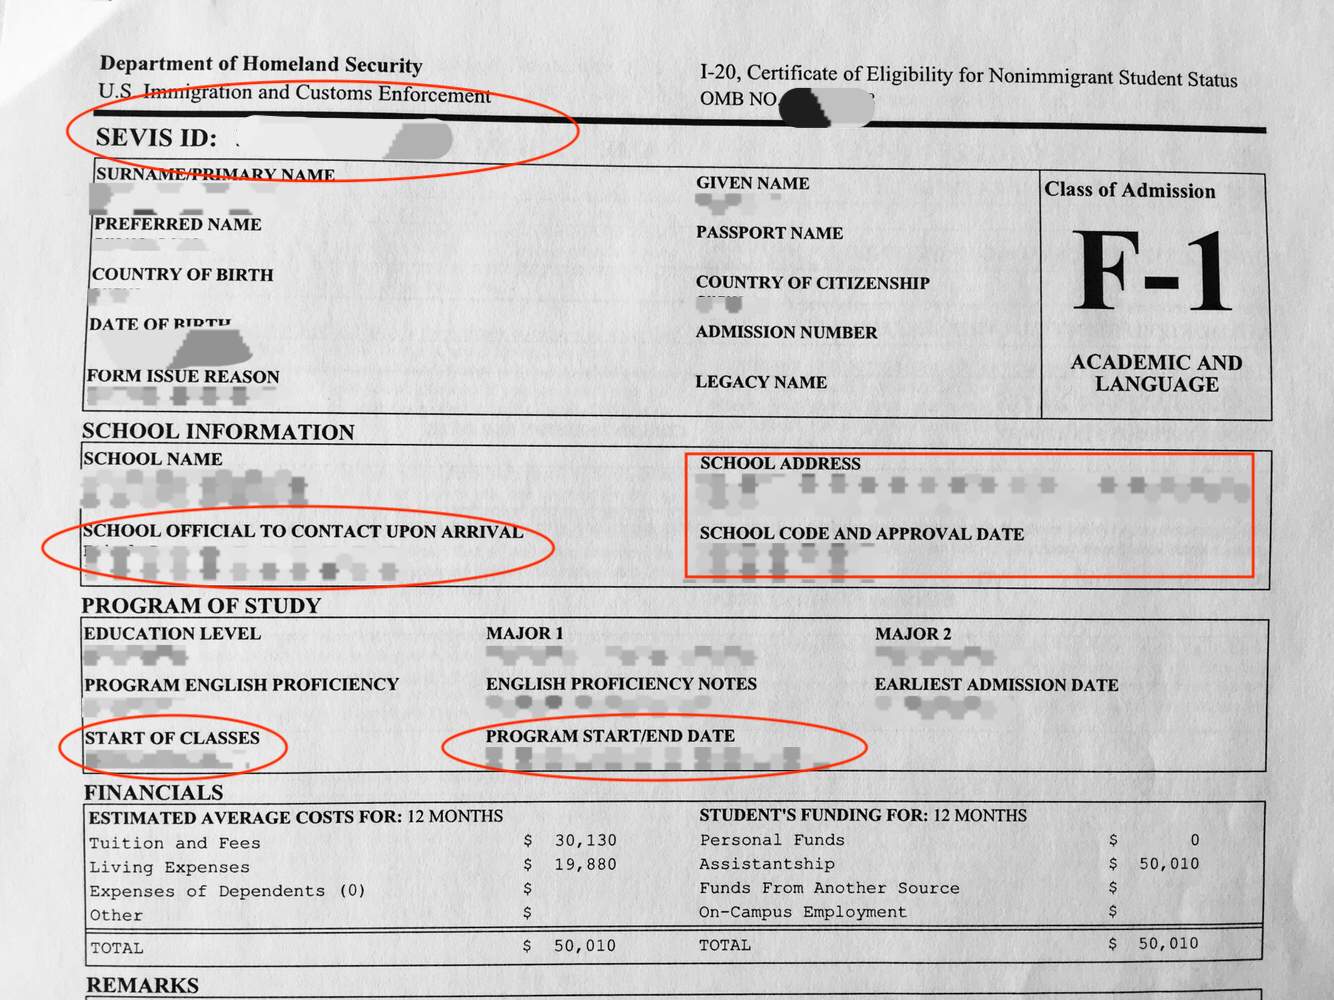 Department of Homeland Security
U.S. Immigration and Customs Enforcement
I-20, Certificate of Eligibility for Nonimmigrant Student Status
OMB NO
SEVIS ID:
SURNAME/PRIMARY NAME
GIVEN NAME
Class of Admission
PREFERRED NAME
PASSPORT NAME
F-1
COUNTRY OF BIRTH
COUNTRY OF CITIZENSHIP
DATE OF BIRTH
ADMISSION NUMBER
ACADEMIC AND
LANGUAGE
FORM ISSUE REASON
LEGACY NAME
SCHOOL INFORMATION
SCHOOL NAME
SCHOOL ADDRESS
SCHOOL OFFICIAL TO CONTACT UPON ARRIVAL
SCHOOL CODE AND APPROVAL DATE
PROGRAM OF STUDY
EDUCATION LEVEL
MAJOR 1
MAJOR 2
PROGRAM ENGLISH PROFICIENCY
ENGLISH PROFICIENCY NOTES
EARLIEST ADMISSION DATE
START OF CLASSES
PROGRAM START/END DATE
FINANCIALS
ESTIMATED AVERAGE COSTS FOR: 12 MONTHS
STUDENT'S FUNDING FOR: 12 MONTHS
Tuition and Fees $ 30,130
Personal Funds $ 0
Living Expenses $ 19,880
Assistantship $ 50,010
Expenses of Dependents (0) $
Funds From Another Source $
Other $
On-Campus Employment $
TOTAL $ 50,010
TOTAL $ 50,010
REMARKS